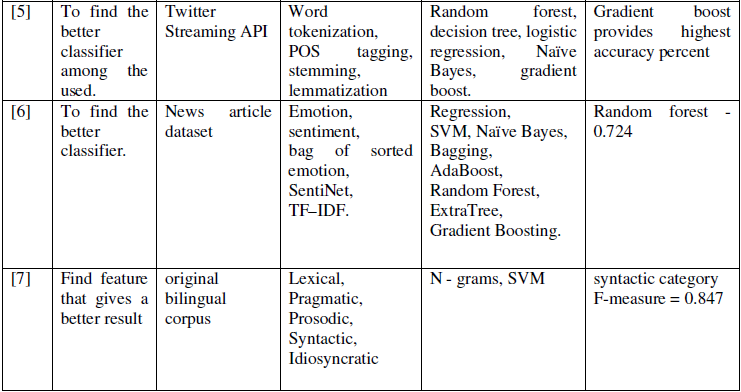 [5]
To find the
better
classifier
among the
used.
Twitter
Streaming API
Word
tokenization,
POS tagging,
stemming,
lemmatization
Random forest,
decision tree, logistic
regression, Naïve
Bayes, gradient
boost.
Gradient boost
provides highest
accuracy percent
[6]
To find the
better
classifier.
News article
dataset
Emotion,
sentiment,
bag of sorted
emotion,
SentiNet,
TF–IDF.
Regression,
SVM, Naïve Bayes,
Bagging,
AdaBoost,
Random Forest,
ExtraTree,
Gradient Boosting.
Random forest -
0.724
[7]
Find feature
that gives a
better result
original
bilingual
corpus
Lexical,
Pragmatic,
Prosodic,
Syntactic,
Idiosyncratic
N - grams, SVM
syntactic category
F-measure = 0.847